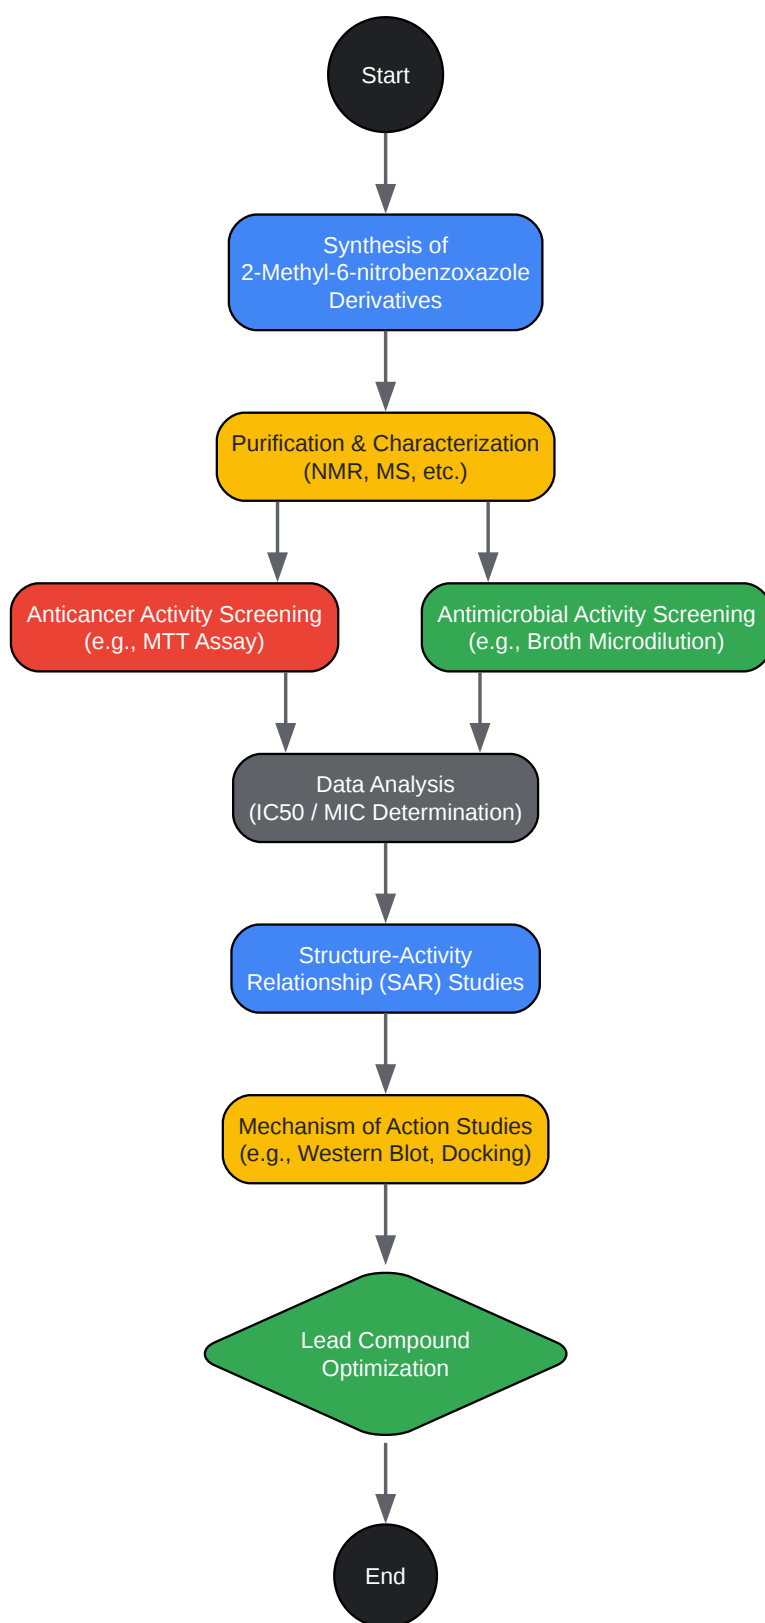 Start
Synthesis of
2-Methyl-6-nitrobenzoxazole
Derivatives
Purification & Characterization
(NMR, MS, etc.)
Anticancer Activity Screening
(e.g., MTT Assay)
Antimicrobial Activity Screening
(e.g., Broth Microdilution)
Data Analysis
(IC50 / MIC Determination)
Structure-Activity
Relationship (SAR) Studies
Mechanism of Action Studies
(e.g., Western Blot, Docking)
Lead Compound
Optimization
End